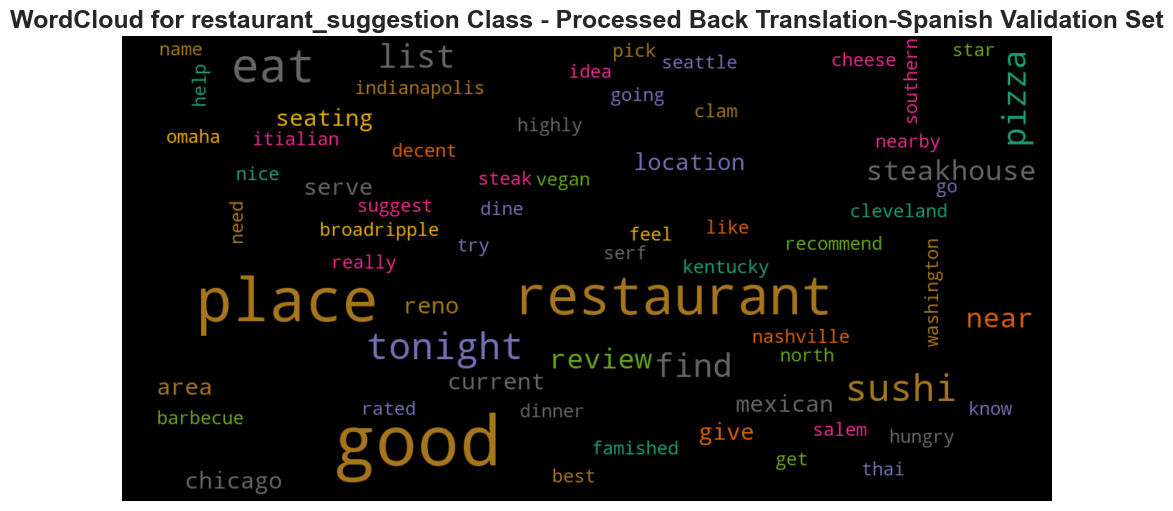 WordCloud for restaurant_suggestion Class - Processed Back Translation-Spanish Validation Set
name
help
eat
list
pick
idea
seattle
cheese
southern
star
pizza
indianapolis
going
clam
seating
omaha
itialian
highly
nearby
decent
location
steakhouse
nice
serve
steak
vegan
go
need
suggest
dine
cleveland
broadripple
try
feel
like
recommend
really
serf
kentucky
washington
place
reno
restaurant
near
tonight
nashville
review
find
north
area
current
sushi
barbecue
rated
dinner
mexican
know
good
give
salem
hungry
famished
get
thai
chicago
best